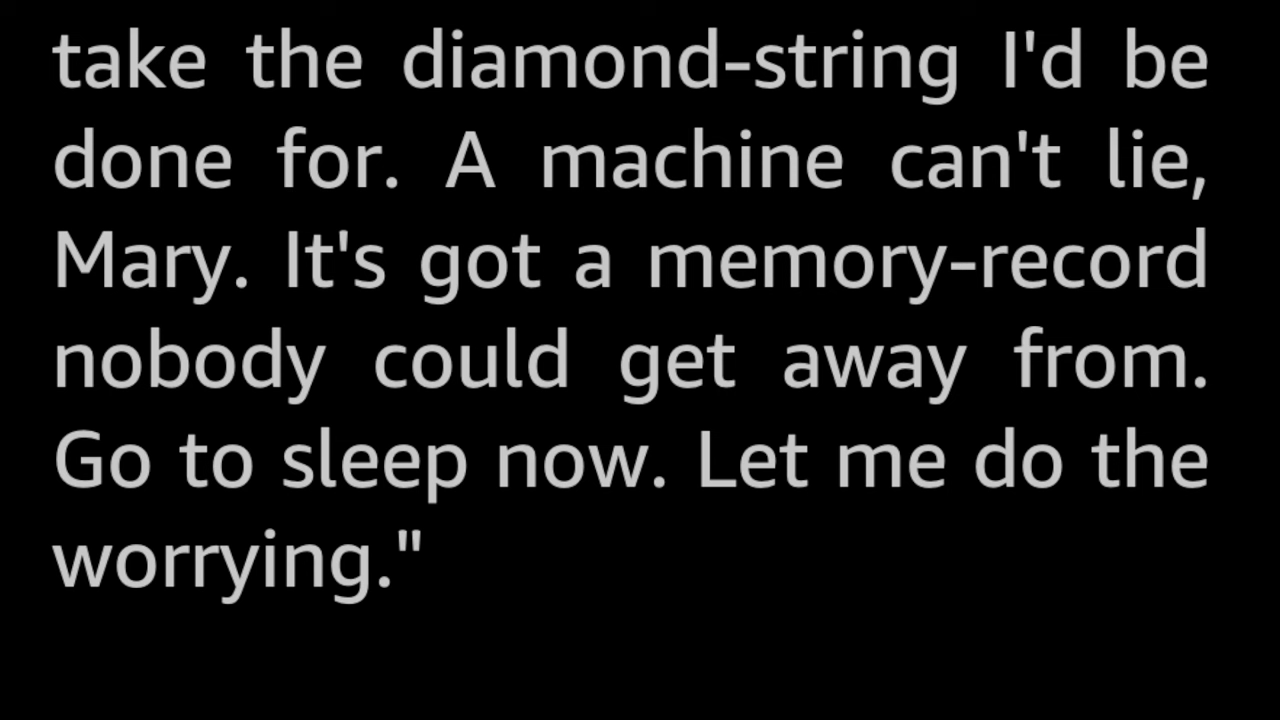 take the diamond-string I'd be
done for. A machine can't lie,
Mary. It's got a memory-record
nobody could get away from.
Go to sleep now. Let me do the
worrying."